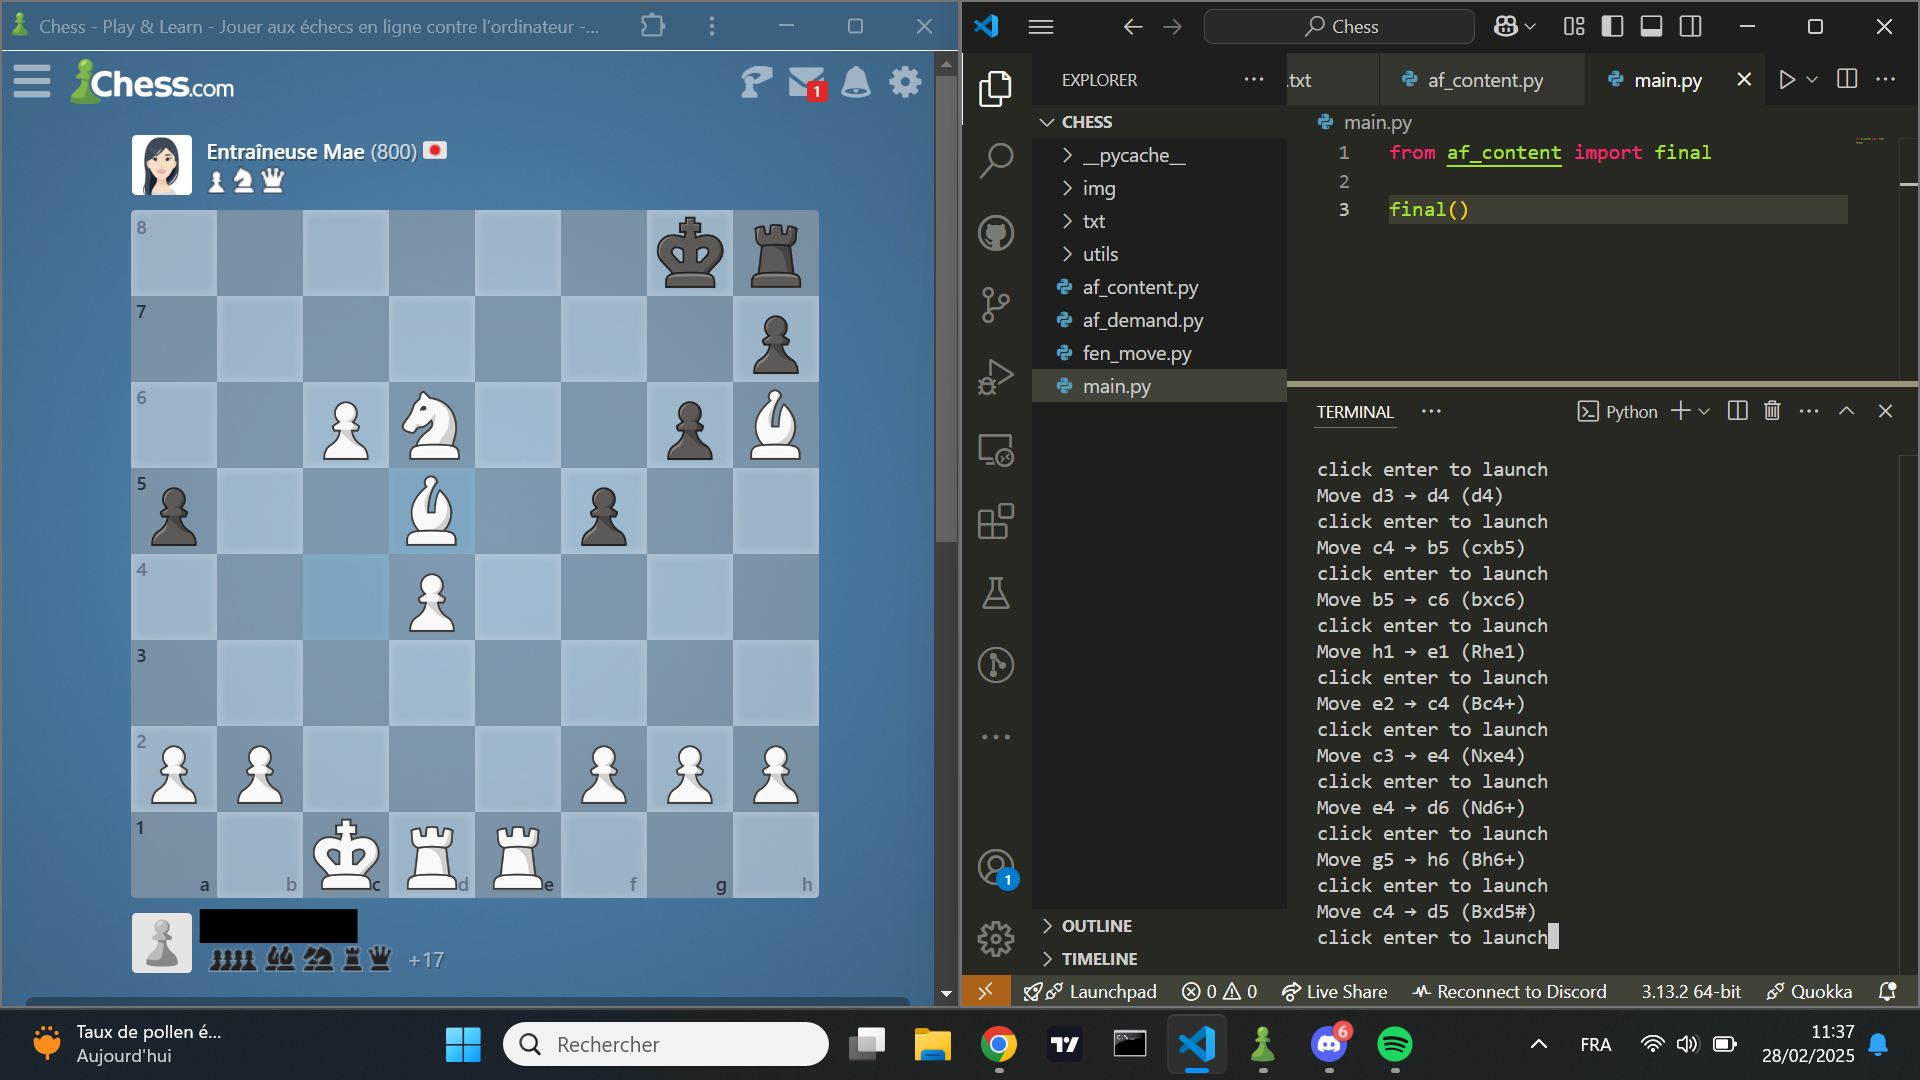 Chess - Play & Learn - Jouer aux échecs en ligne contre l'ordinateur -...
Chess.com
1
Entraîneuse Mae (800)
8
7
6
5
4
3
2
1
a b c d e f g h
+17
Chess
EXPLORER
CHESS
__pycache__
img
txt
utils
af_content.py
af_demand.py
fen_move.py
main.py
OUTLINE
TIMELINE
1
.txt
af_content.py
main.py
main.py
1 from af_content import final
2
3 final()
TERMINAL
Python
click enter to launch
Move d3 → d4 (d4)
click enter to launch
Move c4 → b5 (cxb5)
click enter to launch
Move b5 → c6 (bxc6)
click enter to launch
Move h1 → e1 (Rhe1)
click enter to launch
Move e2 → c4 (Bc4+)
click enter to launch
Move c3 → e4 (Nxe4)
click enter to launch
Move e4 → d6 (Nd6+)
click enter to launch
Move g5 → h6 (Bh6+)
click enter to launch
Move c4 → d5 (Bxd5#)
click enter to launch
Launchpad 0 0 Live Share Reconnect to Discord 3.13.2 64-bit Quokka
Taux de pollen é...
Aujourd'hui
Rechercher
6
FRA
11:37
28/02/2025